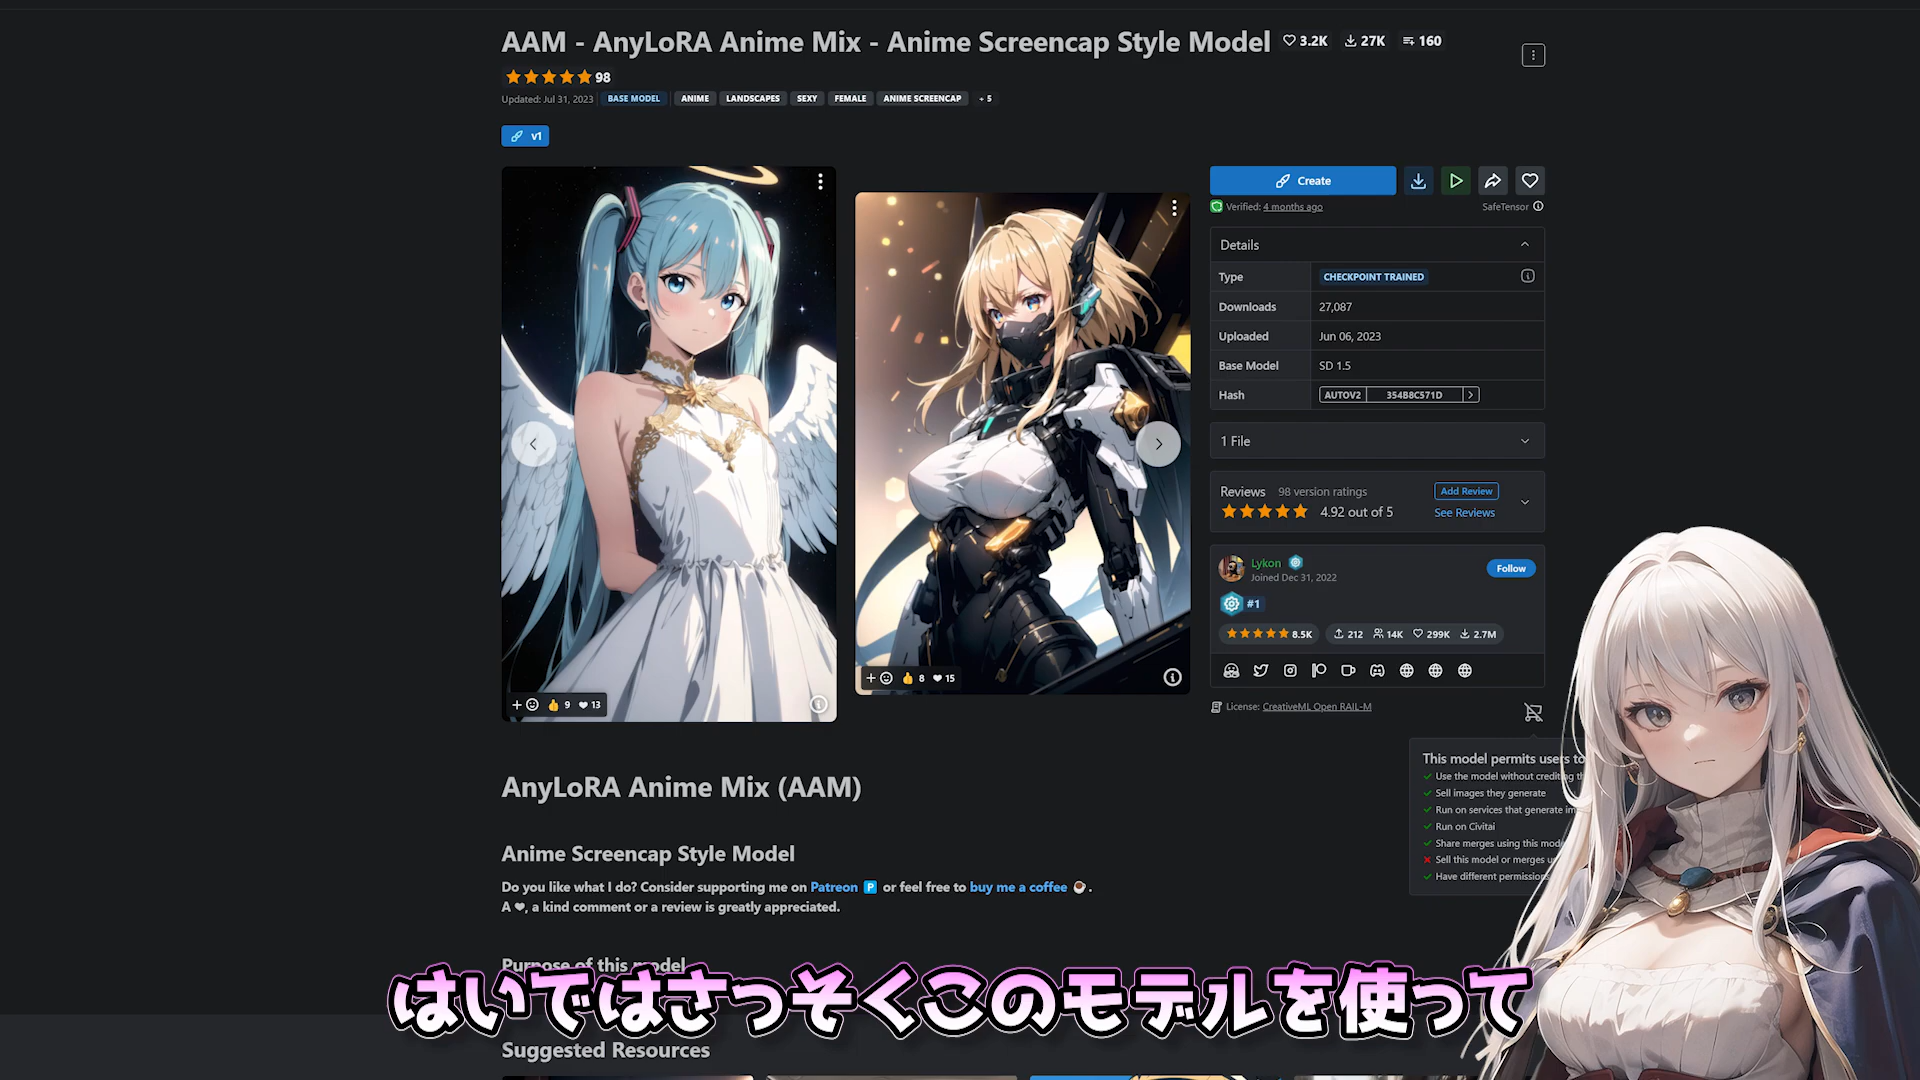 AAM - AnyLoRA Anime Mix - Anime Screencap Style Model 3.2K 27K 160
98
Updated: Jul 31, 2023 BASE MODEL ANIME LANDSCAPES SEXY FEMALE ANIME SCREENCAP + 5
v1
Create
Verified: 4 months ago SafeTensor
Details
Type CHECKPOINT TRAINED
Downloads 27,087
Uploaded Jun 06, 2023
Base Model SD 1.5
Hash AUTOV2 354B8C571D
1 File
Reviews 98 version ratings Add Review
4.92 out of 5 See Reviews
Lykon Follow
Joined Dec 31, 2022
#1
8.5K 212 14K 299K 2.7M
License: CreativeML Open RAIL-M
+ 9 13
+ 8 15
This model permits users to
Use the model without crediting
Sell images they generate
Run on services that generate
Run on Civitai
Share merges using this
Sell this model or merges
Have different permissions
AnyLoRA Anime Mix (AAM)
Anime Screencap Style Model
Do you like what I do? Consider supporting me on Patreon P or feel free to buy me a coffee .
A ❤, a kind comment or a review is greatly appreciated.
Purpose of this model
はいではさっそくこのモデルを使って
Suggested Resources